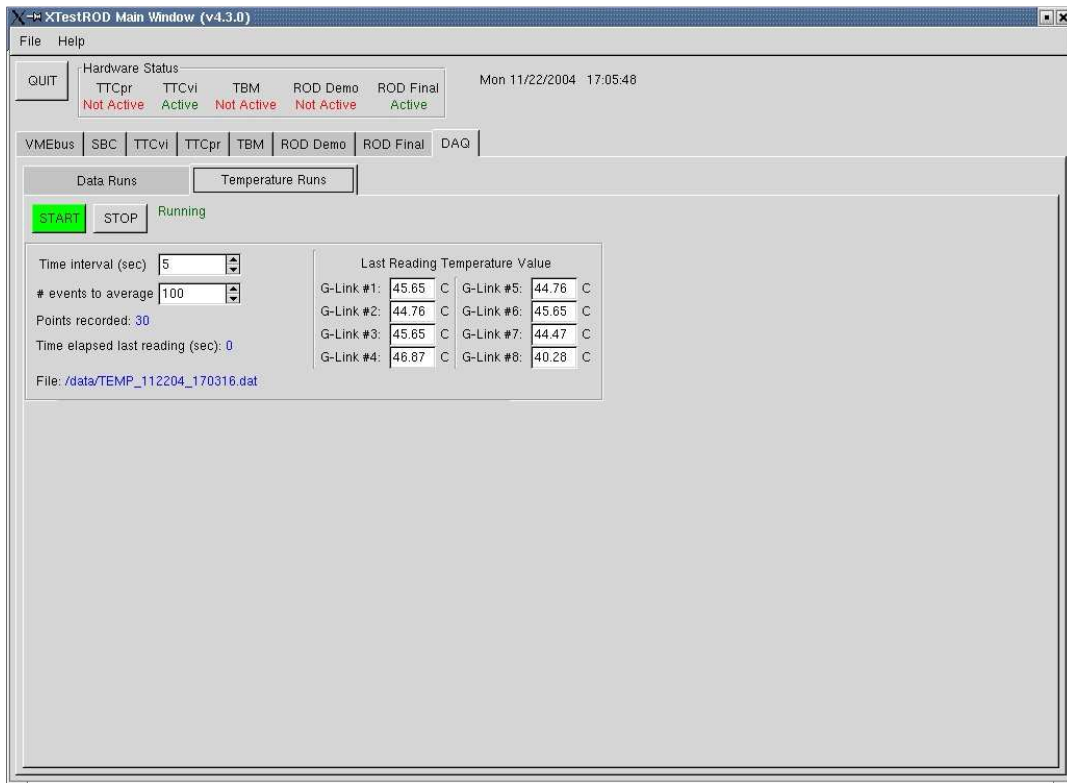 XTestROD Main Window (v4.3.0)
File Help
QUIT
Hardware Status
TTCpr TTCvi TBM ROD Demo ROD Final
Not Active Active Not Active Not Active Active
Mon 11/22/2004 17:05:48
VMEbus SBC TTCvi TTCpr TBM ROD Demo ROD Final DAQ
Data Runs Temperature Runs
START STOP Running
Time interval (sec) 5
# events to average 100
Points recorded: 30
Time elapsed last reading (sec): 0
File: /data/TEMP_112204_170316.dat
Last Reading Temperature Value
G-Link #1: 45.65 C G-Link #5: 44.76 C
G-Link #2: 44.76 C G-Link #6: 45.65 C
G-Link #3: 45.65 C G-Link #7: 44.47 C
G-Link #4: 46.87 C G-Link #8: 40.28 C